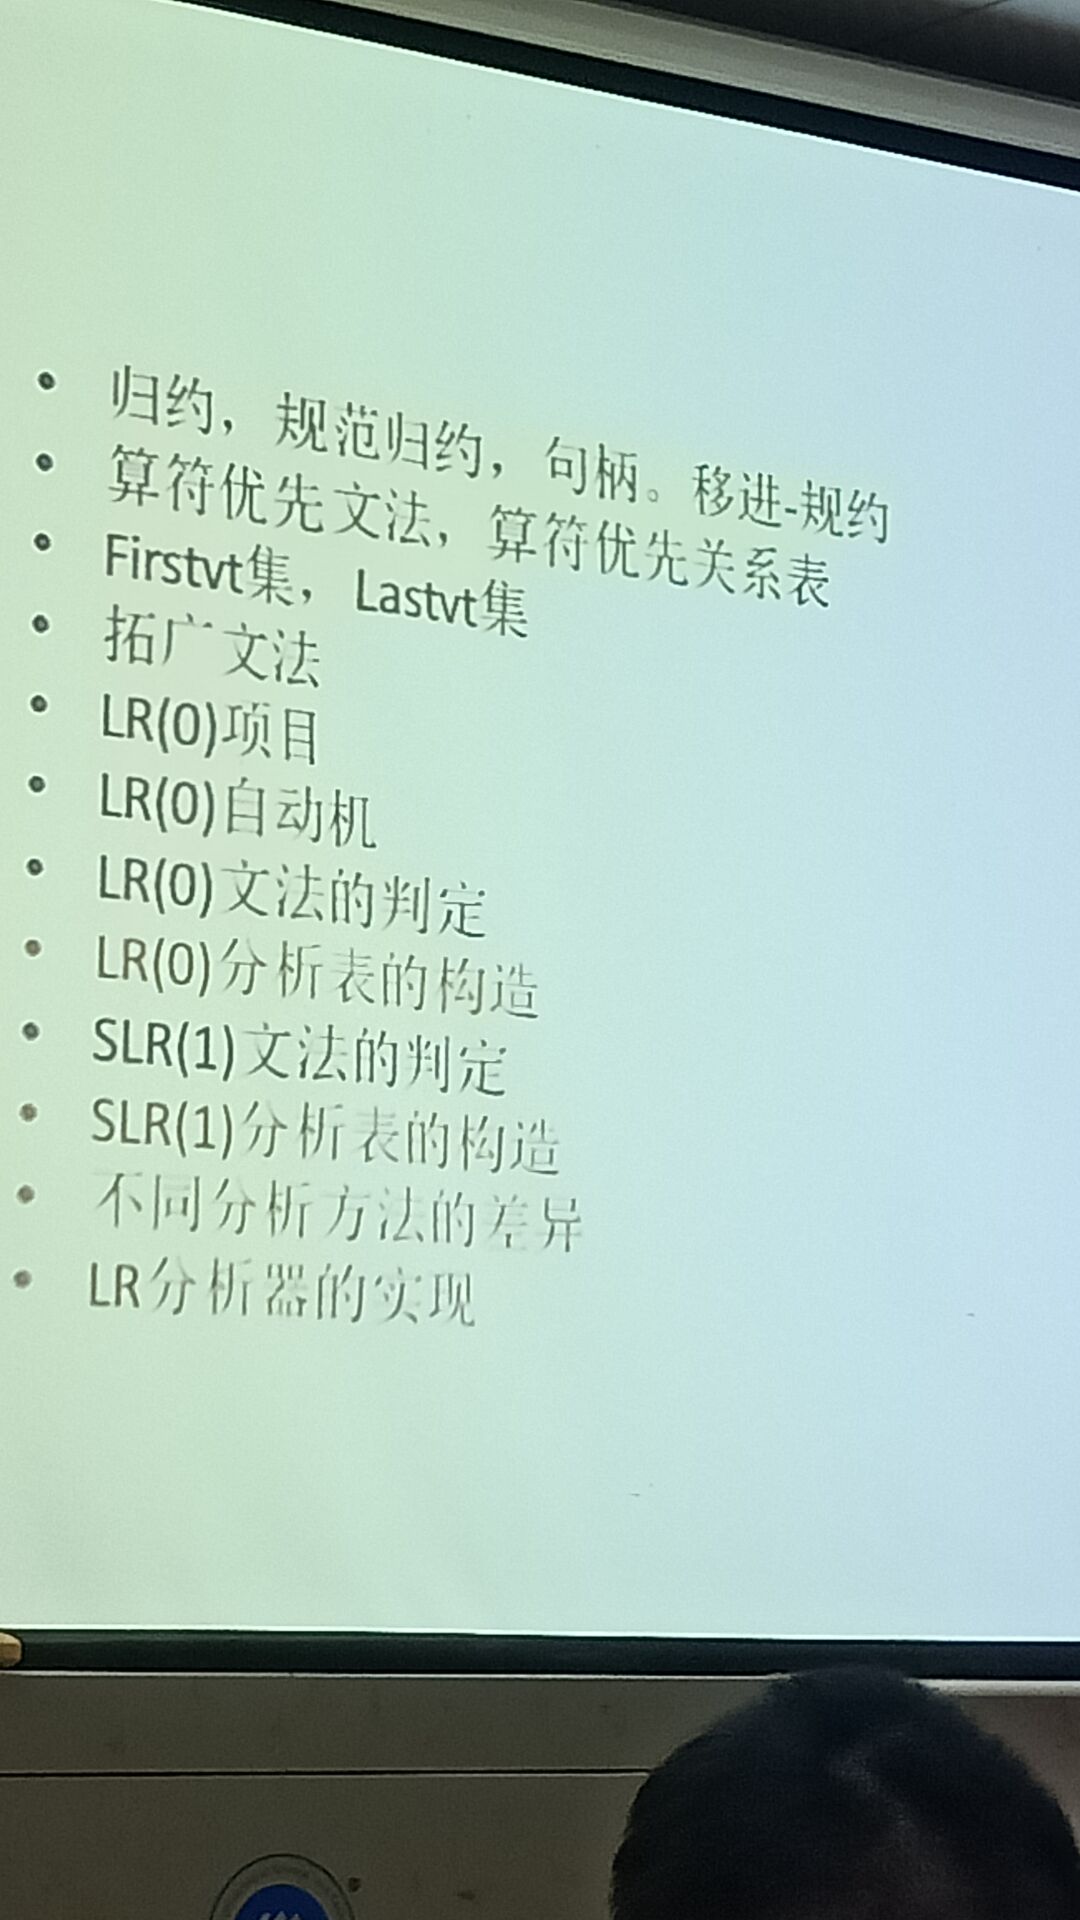 • 归约，规范归约，句柄。移进-规约
• 算符优先文法，算符优先关系表
• Firstvt集，Lastvt集
• 拓广文法
• LR(0)项目
• LR(0)自动机
• LR(0)文法的判定
• LR(0)分析表的构造
• SLR(1)文法的判定
• SLR(1)分析表的构造
• 不同分析方法的差异
• LR分析器的实现